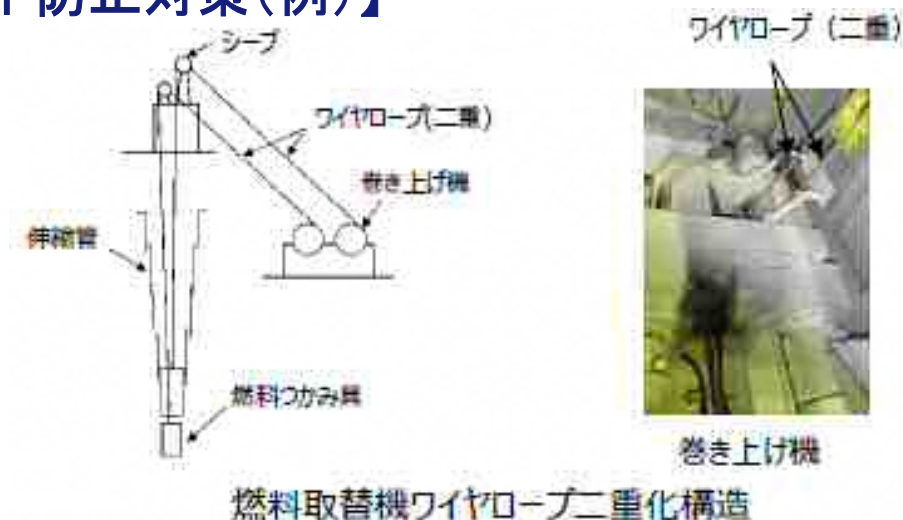 防止対策(例)】
シーブ
ワイヤロープ(二重)
ワイヤロープ(二重)
巻き上げ機
伸縮管
燃料つかみ具
巻き上げ機
燃料取替機ワイヤロープ二重化構造